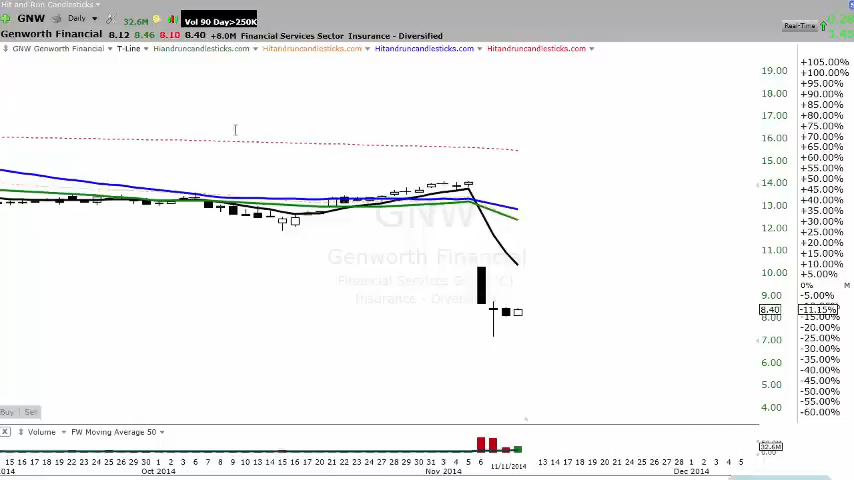 Hit and Run Candlesticks
GNW Daily 32.6M Vol 90 Day>250K Real-Time
Genworth Financial 8.12 8.46 8.10 8.40 +8.0M Financial Services Sector Insurance - Diversified
GNW Genworth Financial T-Line Hiandruncandlesticks.com Hitandruncandlesticks.com Hitandruncandlesticks.com Hitandruncandlesticks.com
+105.00%
19.00 +100.00%
+95.00%
+90.00%
18.00 +85.00%
+80.00%
17.00 +75.00%
+70.00%
16.00 +65.00%
+60.00%
15.00 +55.00%
+50.00%
14.00 +45.00%
+40.00%
13.00 +35.00%
+30.00%
12.00 +25.00%
+20.00%
11.00 +15.00%
+10.00%
10.00 +5.00%
0% M
9.00 -5.00%
8.40 -11.15%
8.00 -15.00%
-20.00%
7.00 -25.00%
-30.00%
6.00 -35.00%
-40.00%
5.00 -45.00%
-50.00%
4.00 -55.00%
-60.00%
GNW
Genworth Financial
Financial Services
Insurance - Diversified
Buy Sell
X Volume FW Moving Average 50
32.6M
0.00
15 16 17 18 19 22 23 24 25 26 29 30 1 2 3 6 7 8 9 10 13 14 15 16 17 20 21 22 23 24 27 28 29 30 31 3 4 5 6 11/11/2014 13 14 17 18 19 20 21 24 25 26 28 1 2 3 4 5
2014 Oct 2014 Nov 2014 Dec 2014